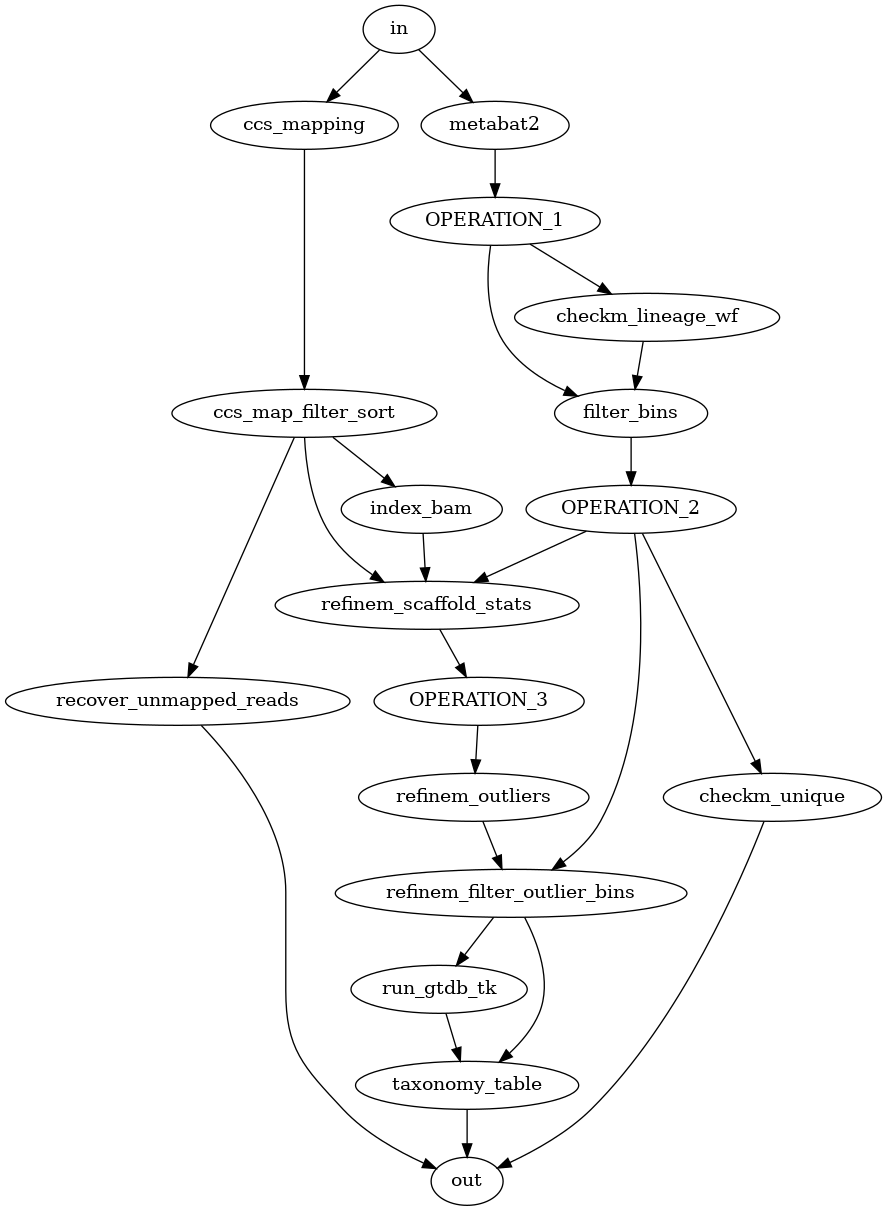 in
ccs_mapping
metabat2
OPERATION_1
checkm_lineage_wf
ccs_map_filter_sort
filter_bins
index_bam
OPERATION_2
refinem_scaffold_stats
recover_unmapped_reads
OPERATION_3
refinem_outliers
checkm_unique
refinem_filter_outlier_bins
run_gtdb_tk
taxonomy_table
out